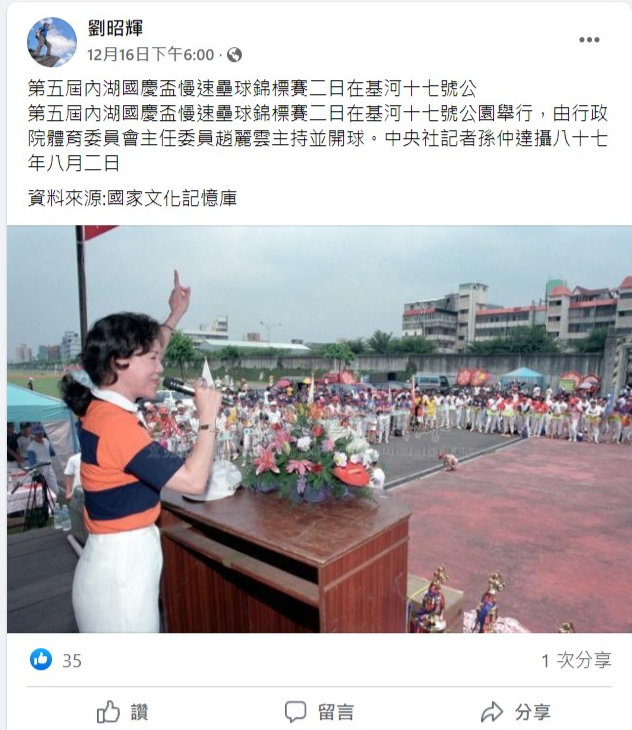 劉昭輝
12月16日下午6:00
第五屆內湖國慶盃慢速壘球錦標賽二日在基河十七號公
第五屆內湖國慶盃慢速壘球錦標賽二日在基河十七號公園舉行，由行政
院體育委員會主任委員趙麗雲主持並開球。中央社記者孫仲達攝八十七
年八月二日
資料來源:國家文化記憶庫
35
1 次分享
讚
留言
分享